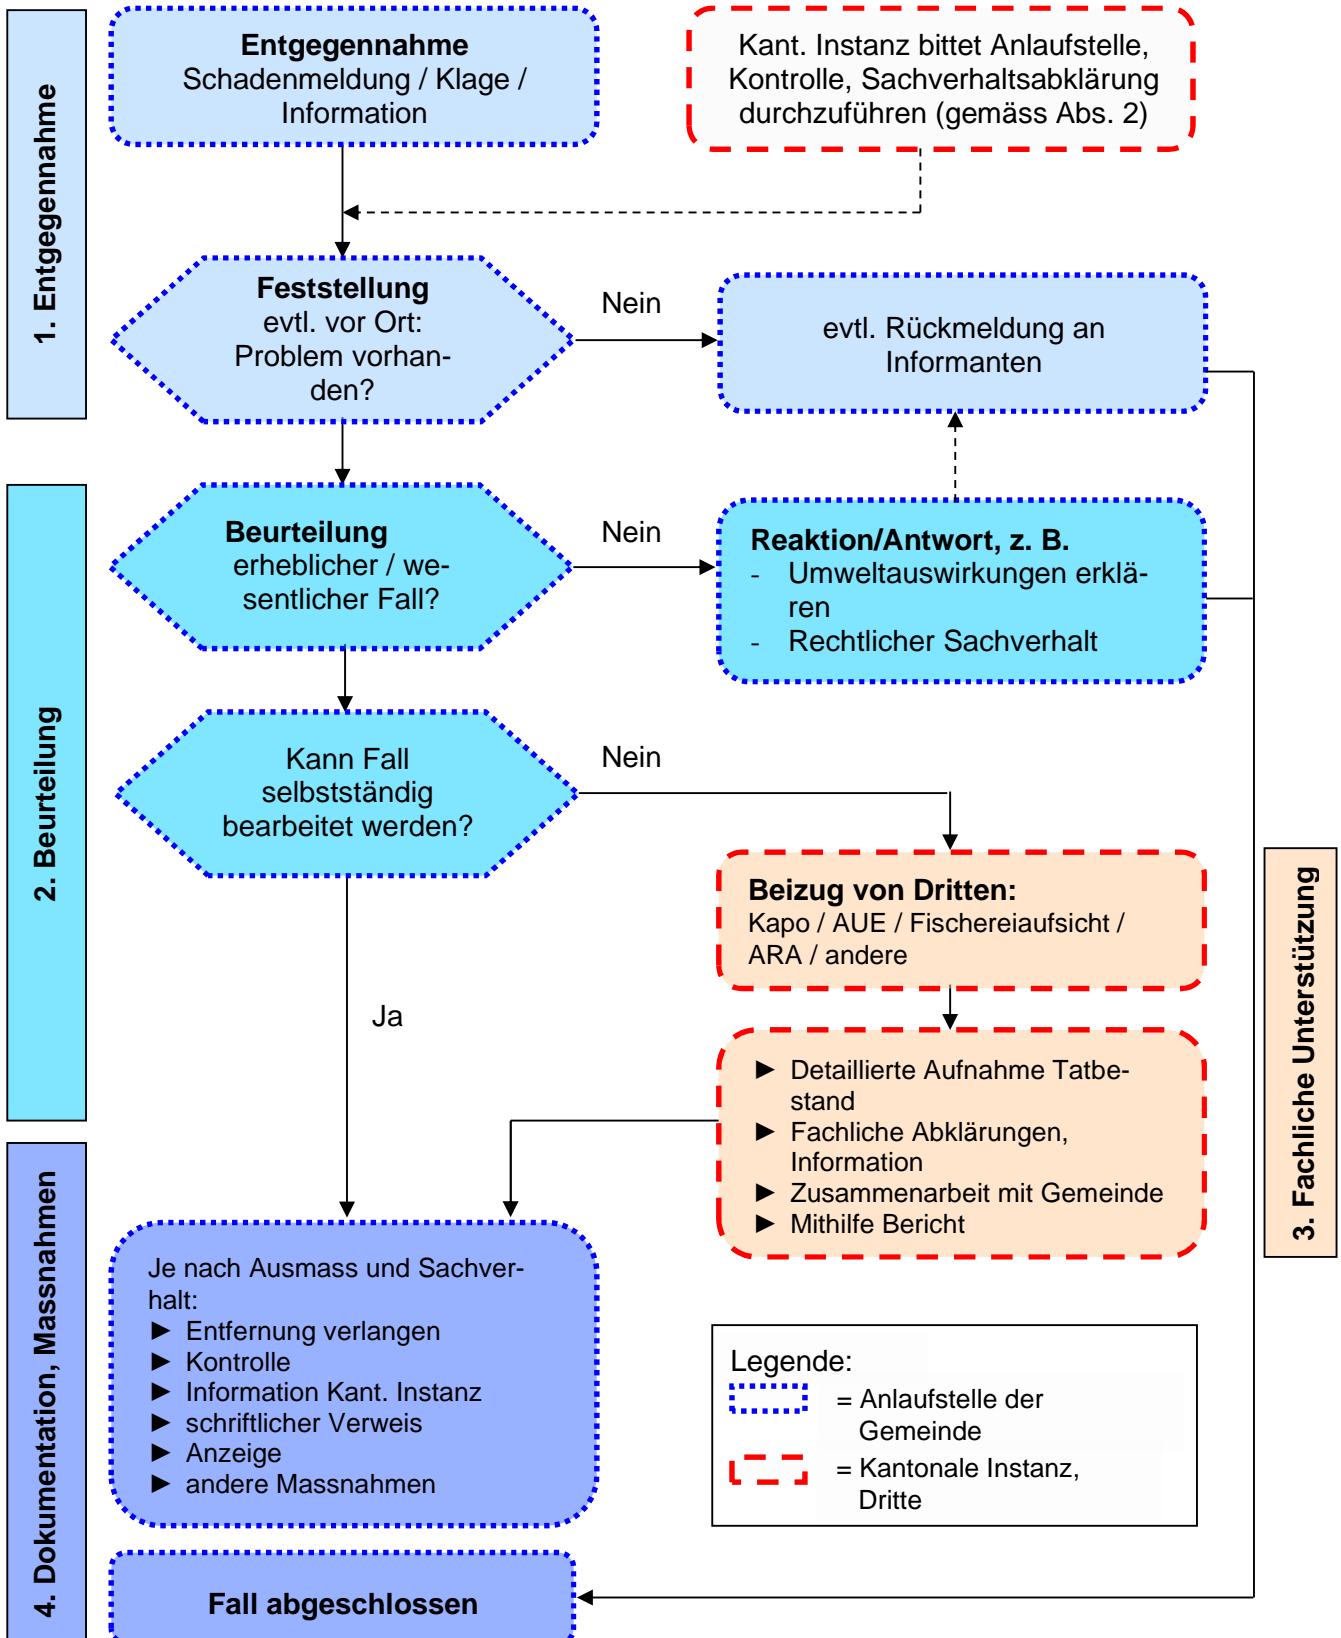 1. Entgegennahme
Entgegennahme
Schadenmeldung / Klage /
Information
Kant. Instanz bittet Anlaufstelle,
Kontrolle, Sachverhaltsabklärung
durchzuführen (gemäss Abs. 2)
Feststellung
evtl. vor Ort:
Problem vorhan-
den?
Nein
evtl. Rückmeldung an
Informanten
2. Beurteilung
Beurteilung
erheblicher / we-
sentlicher Fall?
Nein
Reaktion/Antwort, z. B.
- Umweltauswirkungen erklä-
ren
- Rechtlicher Sachverhalt
Kann Fall
selbstständig
bearbeitet werden?
Nein
Ja
3. Fachliche Unterstützung
Beizug von Dritten:
Kapo / AUE / Fischereiaufsicht /
ARA / andere
► Detaillierte Aufnahme Tatbe-
stand
► Fachliche Abklärungen,
Information
► Zusammenarbeit mit Gemeinde
► Mithilfe Bericht
4. Dokumentation, Massnahmen
Je nach Ausmass und Sachver-
halt:
► Entfernung verlangen
► Kontrolle
► Information Kant. Instanz
► schriftlicher Verweis
► Anzeige
► andere Massnahmen
Legende:
= Anlaufstelle der
Gemeinde
= Kantonale Instanz,
Dritte
Fall abgeschlossen